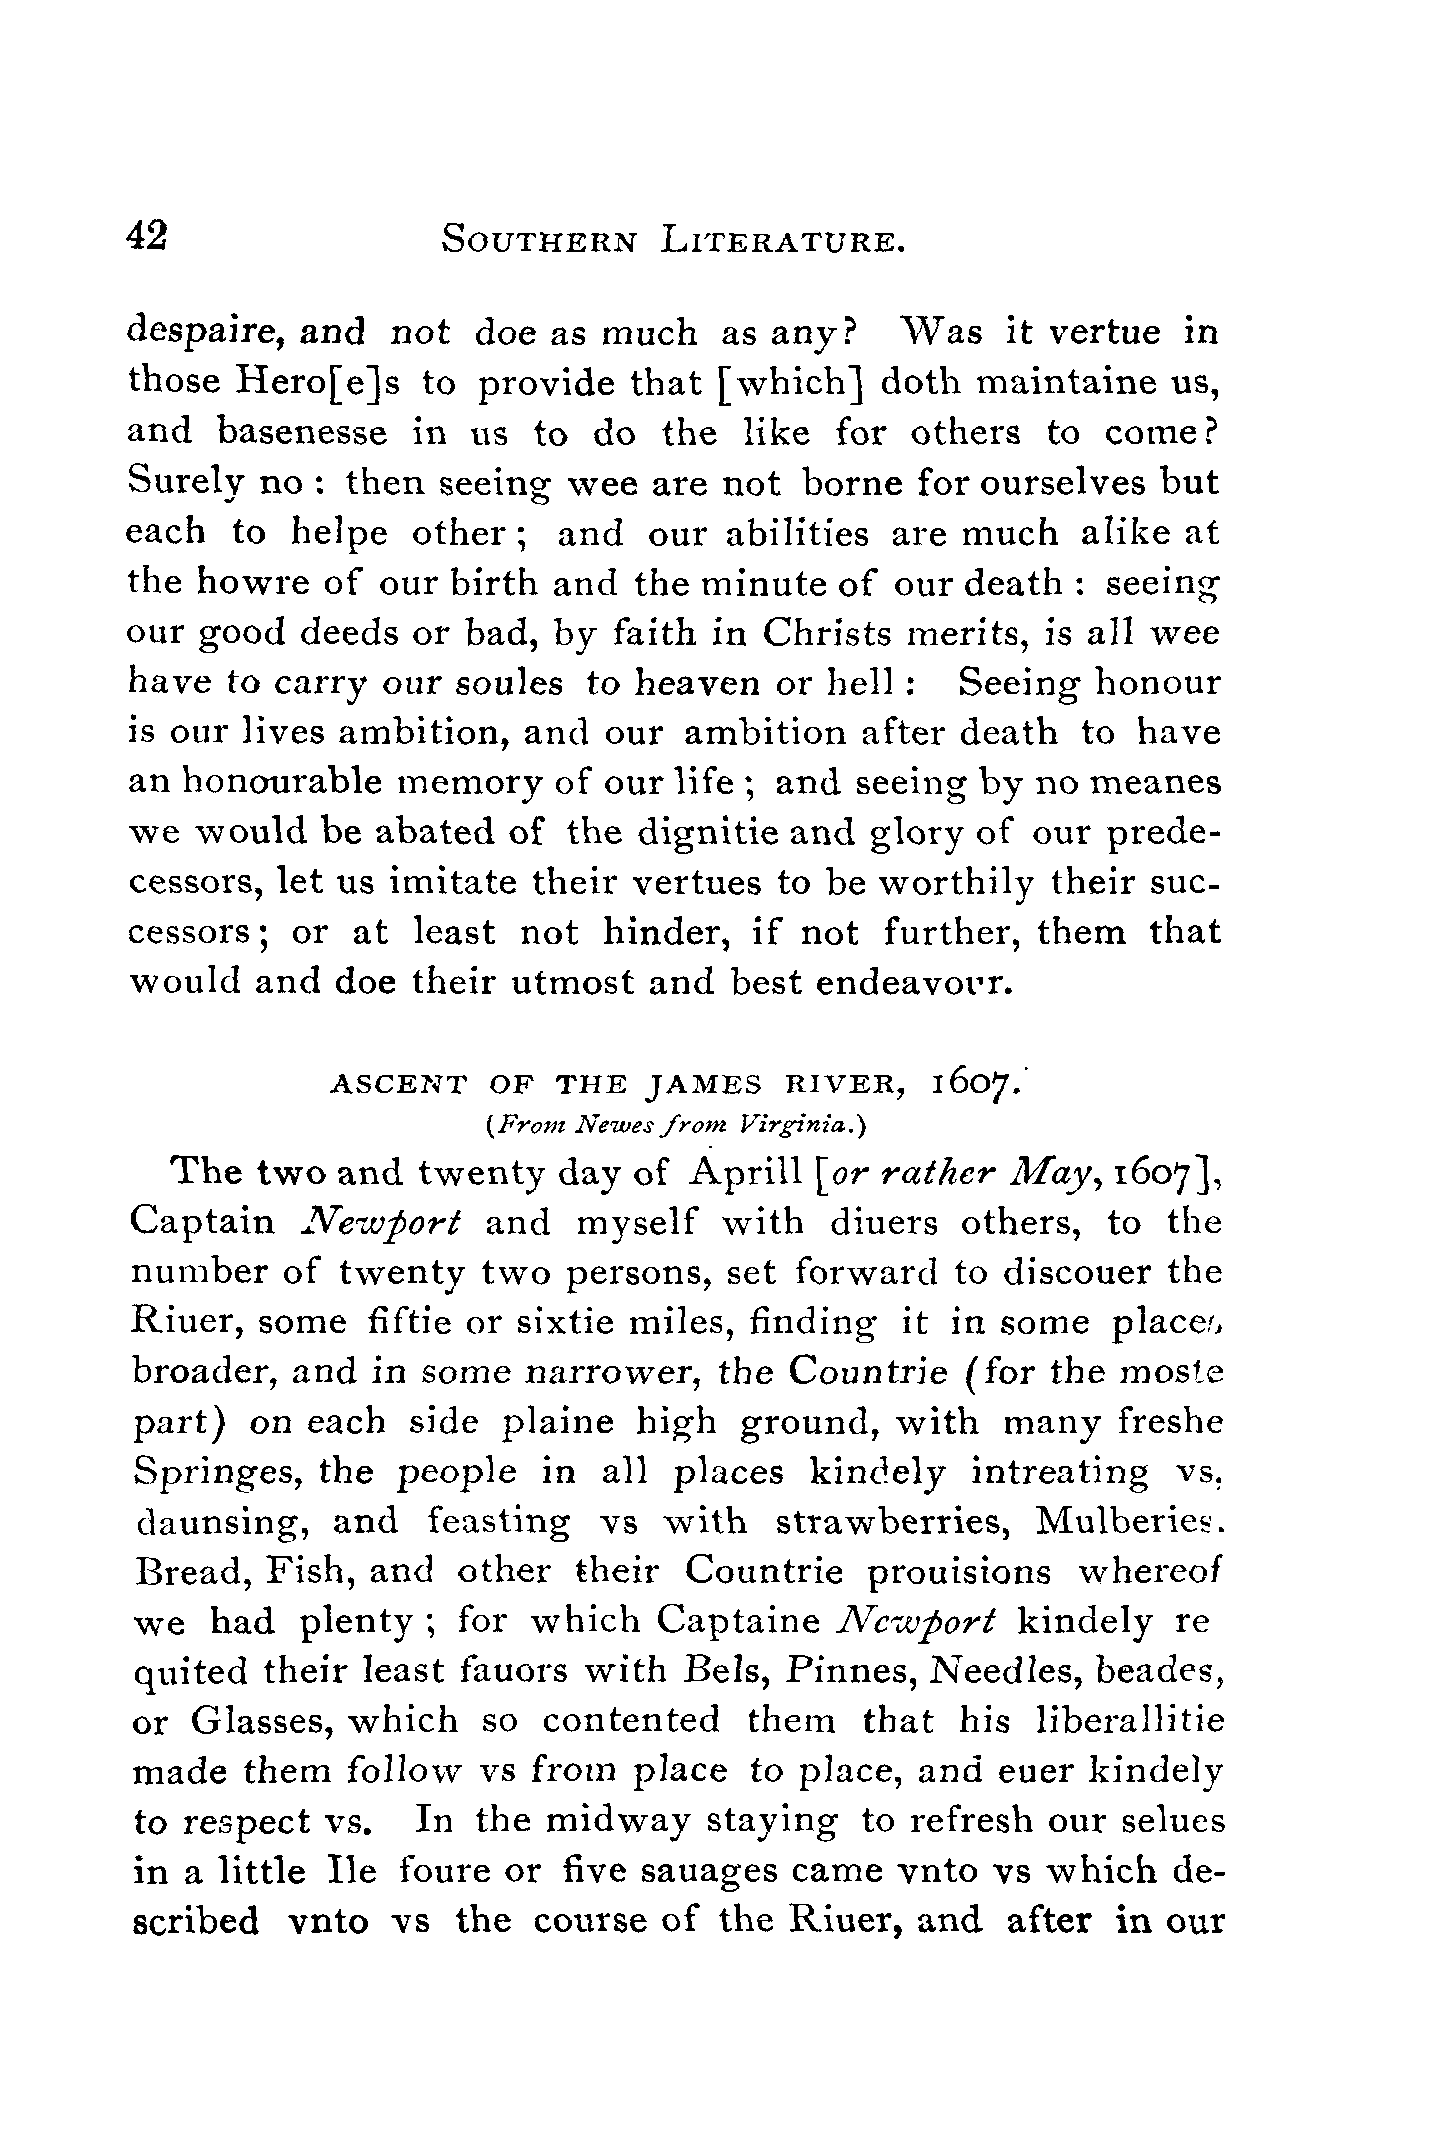 42 SOUTHERN LITERATURE.
despaire, and not doe as much as any? Was it vertue in
those Hero[e]s to provide that [which] doth maintaine us,
and basenesse in us to do the like for others to come?
Surely no : then seeing wee are not borne for ourselves but
each to helpe other ; and our abilities are much alike at
the howre of our birth and the minute of our death : seeing
our good deeds or bad, by faith in Christs merits, is all wee
have to carry our soules to heaven or hell : Seeing honour
is our lives ambition, and our ambition after death to have
an honourable memory of our life ; and seeing by no meanes
we would be abated of the dignitie and glory of our prede-
cessors, let us imitate their vertues to be worthily their suc-
cessors ; or at least not hinder, if not further, them that
would and doe their utmost and best endeavour.
ASCENT OF THE JAMES RIVER, 1607.
(From Newes from Virginia.)
The two and twenty day of Aprill [or rather May, 1607],
Captain Newport and myself with diuers others, to the
number of twenty two persons, set forward to discouer the
Riuer, some fiftie or sixtie miles, finding it in some places
broader, and in some narrower, the Countrie (for the moste
part) on each side plaine high ground, with many freshe
Springes, the people in all places kindely intreating vs,
daunsing, and feasting vs with strawberries, Mulberies.
Bread, Fish, and other their Countrie prouisions whereof
we had plenty ; for which Captaine Newport kindely re
quited their least fauors with Bels, Pinnes, Needles, beades,
or Glasses, which so contented them that his liberallitie
made them follow vs from place to place, and euer kindely
to respect vs. In the midway staying to refresh our selues
in a little Ile foure or five sauages came vnto vs which de-
scribed vnto vs the course of the Riuer, and after in our